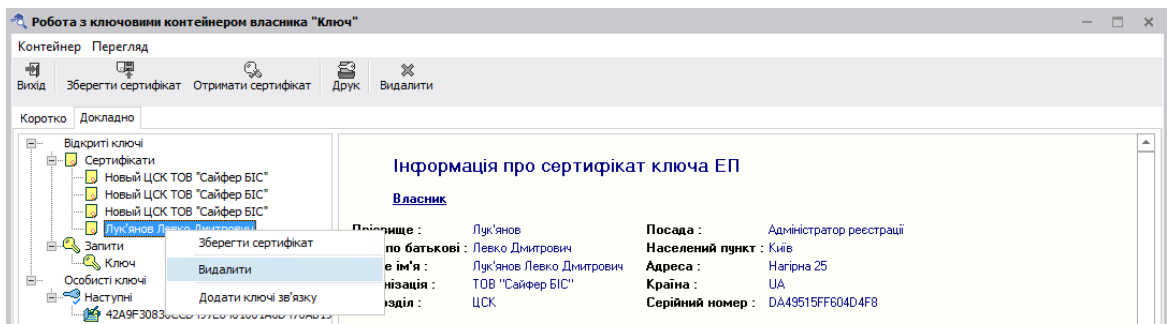 Робота з ключовими контейнером власника "Ключ"
Контейнер Перегляд
Вихід Зберегти сертифікат Отримати сертифікат Друк Видалити
Коротко Докладно
Відкриті ключі
Сертифікати
Новый ЦСК ТОВ "Сайфер БІС"
Новый ЦСК ТОВ "Сайфер БІС"
Новый ЦСК ТОВ "Сайфер БІС"
Лук'янов Левко Дмитрович
Запити
Ключ
Особисті ключі
Наступні
Зберегти сертифікат
Видалити
Додати ключі зв'язку
Інформація про сертифікат ключа ЕП
Власник
Лук'янов Посада : Адміністратор реєстрації
по батькові : Левко Дмитрович Населений пункт : Київ
ім'я : Лук'янов Левко Дмитрович Адреса : Нагірна 25
ТОВ "Сайфер БІС" Країна : UA
ЦСК Серійний номер : DA49515FF604D4F8